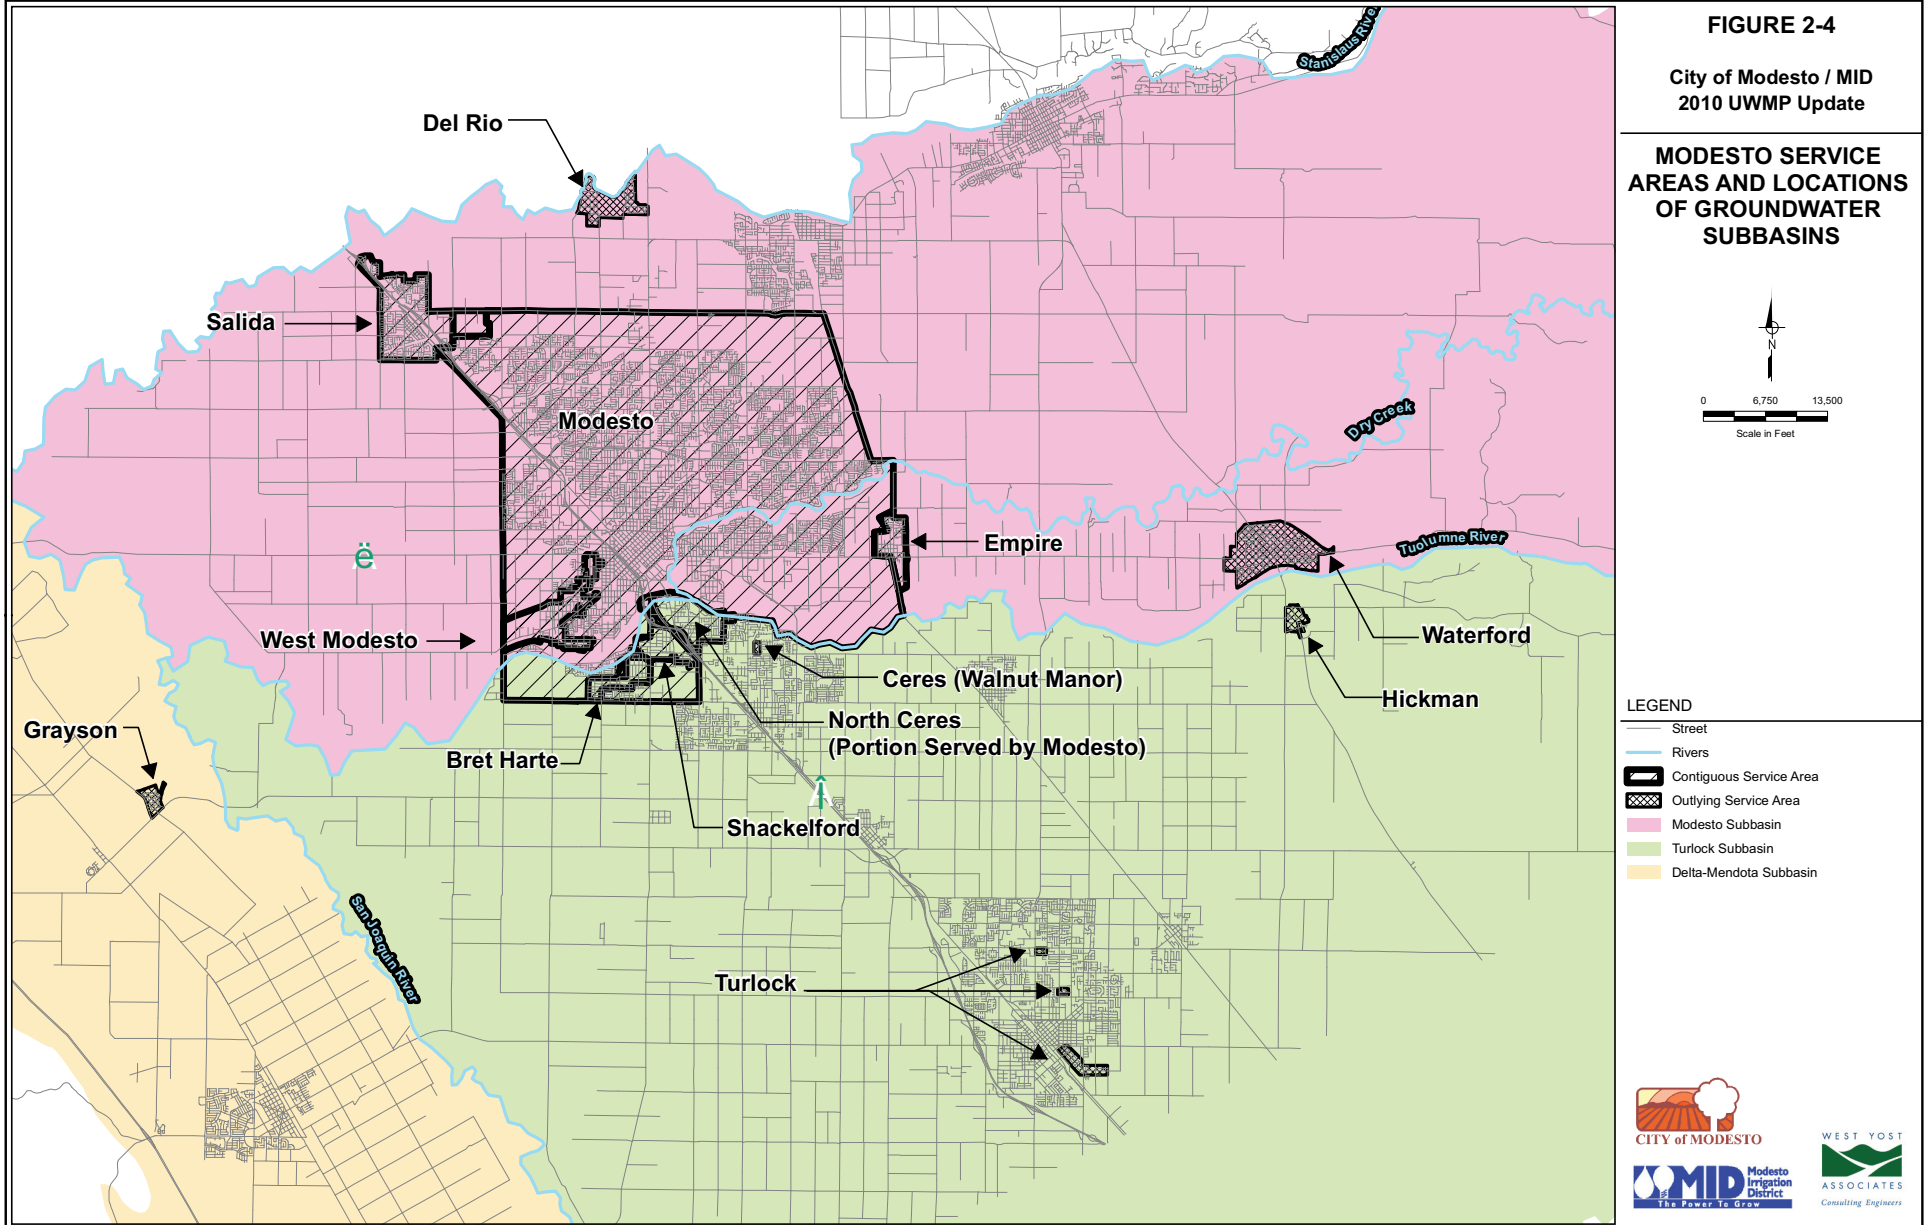 FIGURE 2-4
City of Modesto / MID
2010 UWMP Update
MODESTO SERVICE
AREAS AND LOCATIONS
OF GROUNDWATER
SUBBASINS
N
0 6,750 13,500
Scale in Feet
Stanislaus River
Del Rio
Salida
Modesto
Dry Creek
Empire
Tuolumne River
ë
West Modesto
Waterford
Ceres (Walnut Manor)
Hickman
North Ceres
(Portion Served by Modesto)
Grayson
Bret Harte
Shackelford
San Joaquin River
Turlock
LEGEND
Street
Rivers
Contiguous Service Area
Outlying Service Area
Modesto Subbasin
Turlock Subbasin
Delta-Mendota Subbasin
CITY of MODESTO
MID
Modesto
Irrigation
District
The Power To Grow
WEST YOST
ASSOCIATES
Consulting Engineers